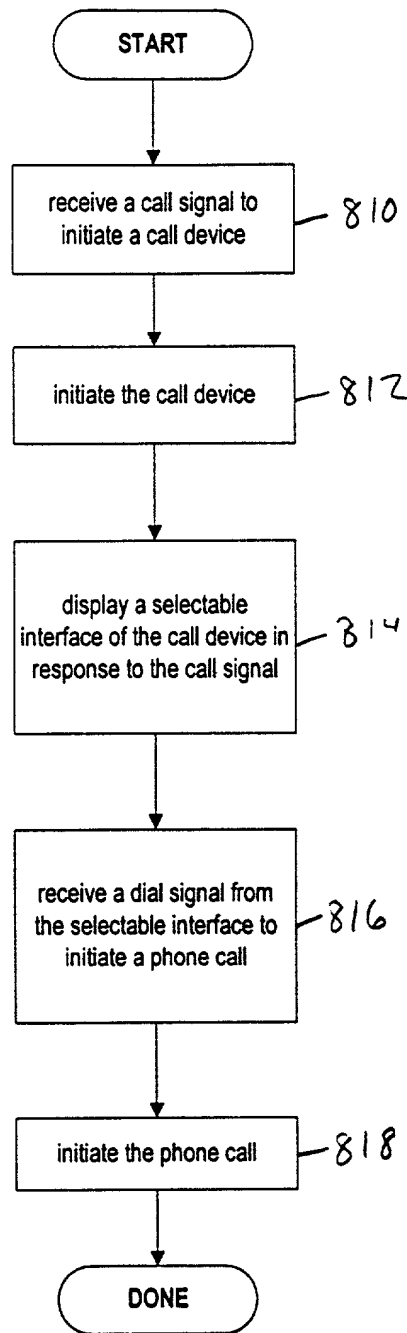 START
receive a call signal to
initiate a call device
810
initiate the call device
812
display a selectable
interface of the call device in
response to the call signal
814
receive a dial signal from
the selectable interface to
initiate a phone call
816
initiate the phone call
818
DONE